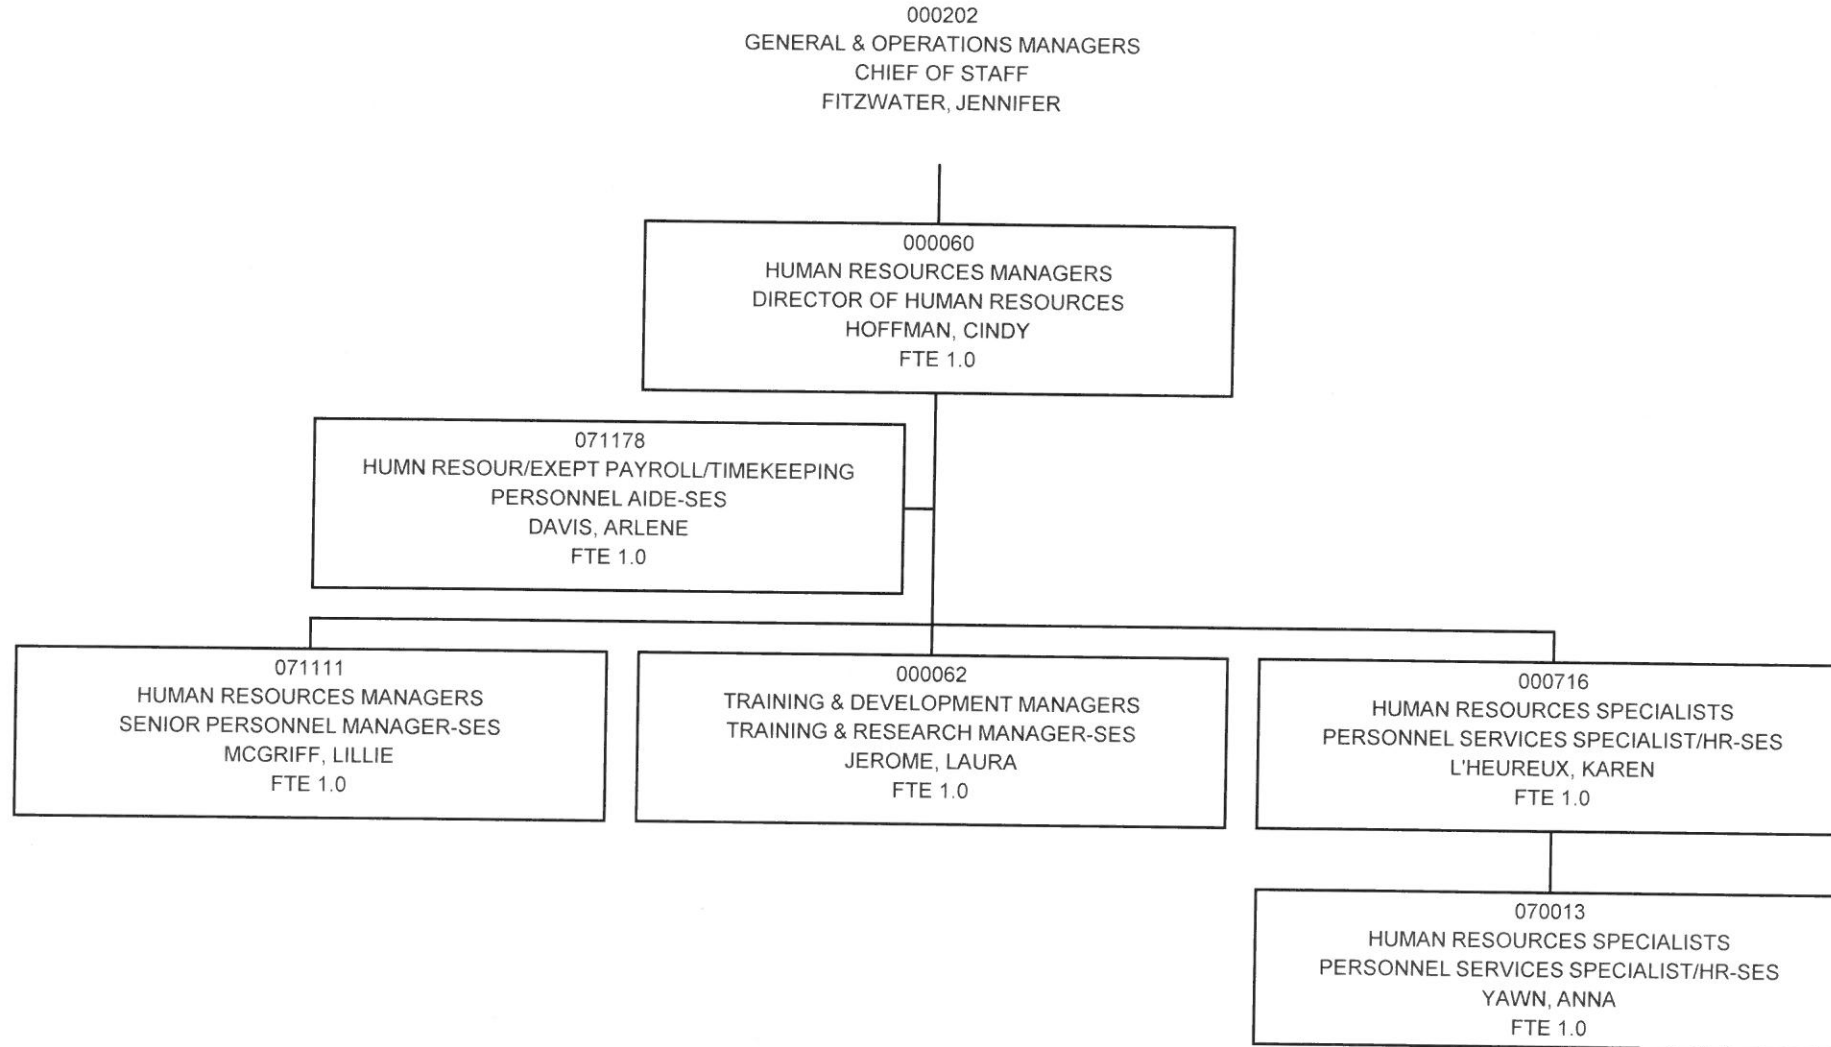 000202
GENERAL & OPERATIONS MANAGERS
CHIEF OF STAFF
FITZWATER, JENNIFER
000060
HUMAN RESOURCES MANAGERS
DIRECTOR OF HUMAN RESOURCES
HOFFMAN, CINDY
FTE 1.0
071178
HUMN RESOUR/EXEPT PAYROLL/TIMEKEEPING
PERSONNEL AIDE-SES
DAVIS, ARLENE
FTE 1.0
071111
HUMAN RESOURCES MANAGERS
SENIOR PERSONNEL MANAGER-SES
MCGRIFF, LILLIE
FTE 1.0
000062
TRAINING & DEVELOPMENT MANAGERS
TRAINING & RESEARCH MANAGER-SES
JEROME, LAURA
FTE 1.0
000716
HUMAN RESOURCES SPECIALISTS
PERSONNEL SERVICES SPECIALIST/HR-SES
L'HEUREUX, KAREN
FTE 1.0
070013
HUMAN RESOURCES SPECIALISTS
PERSONNEL SERVICES SPECIALIST/HR-SES
YAWN, ANNA
FTE 1.0